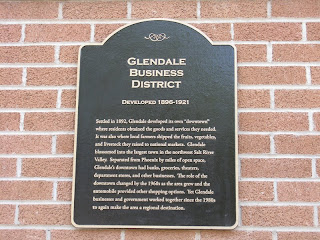 GLENDALE
BUSINESS
DISTRICT
DEVELOPED 1896-1921
Settled in 1892, Glendale developed its own "downtown"
where residents obtained the goods and services they needed.
It was also where local farmers shipped the fruits, vegetables,
and livestock they raised to national markets. Glendale
blossomed into the largest town in the northwest Salt River
Valley. Separated from Phoenix by miles of open space,
Glendale's downtown had banks, groceries, theaters,
department stores, and other businesses. The role of the
downtown changed by the 1960s as the area grew and the
automobile provided other shopping options. Yet Glendale
businesses and government worked together since the 1980s
to again make the area a regional destination.